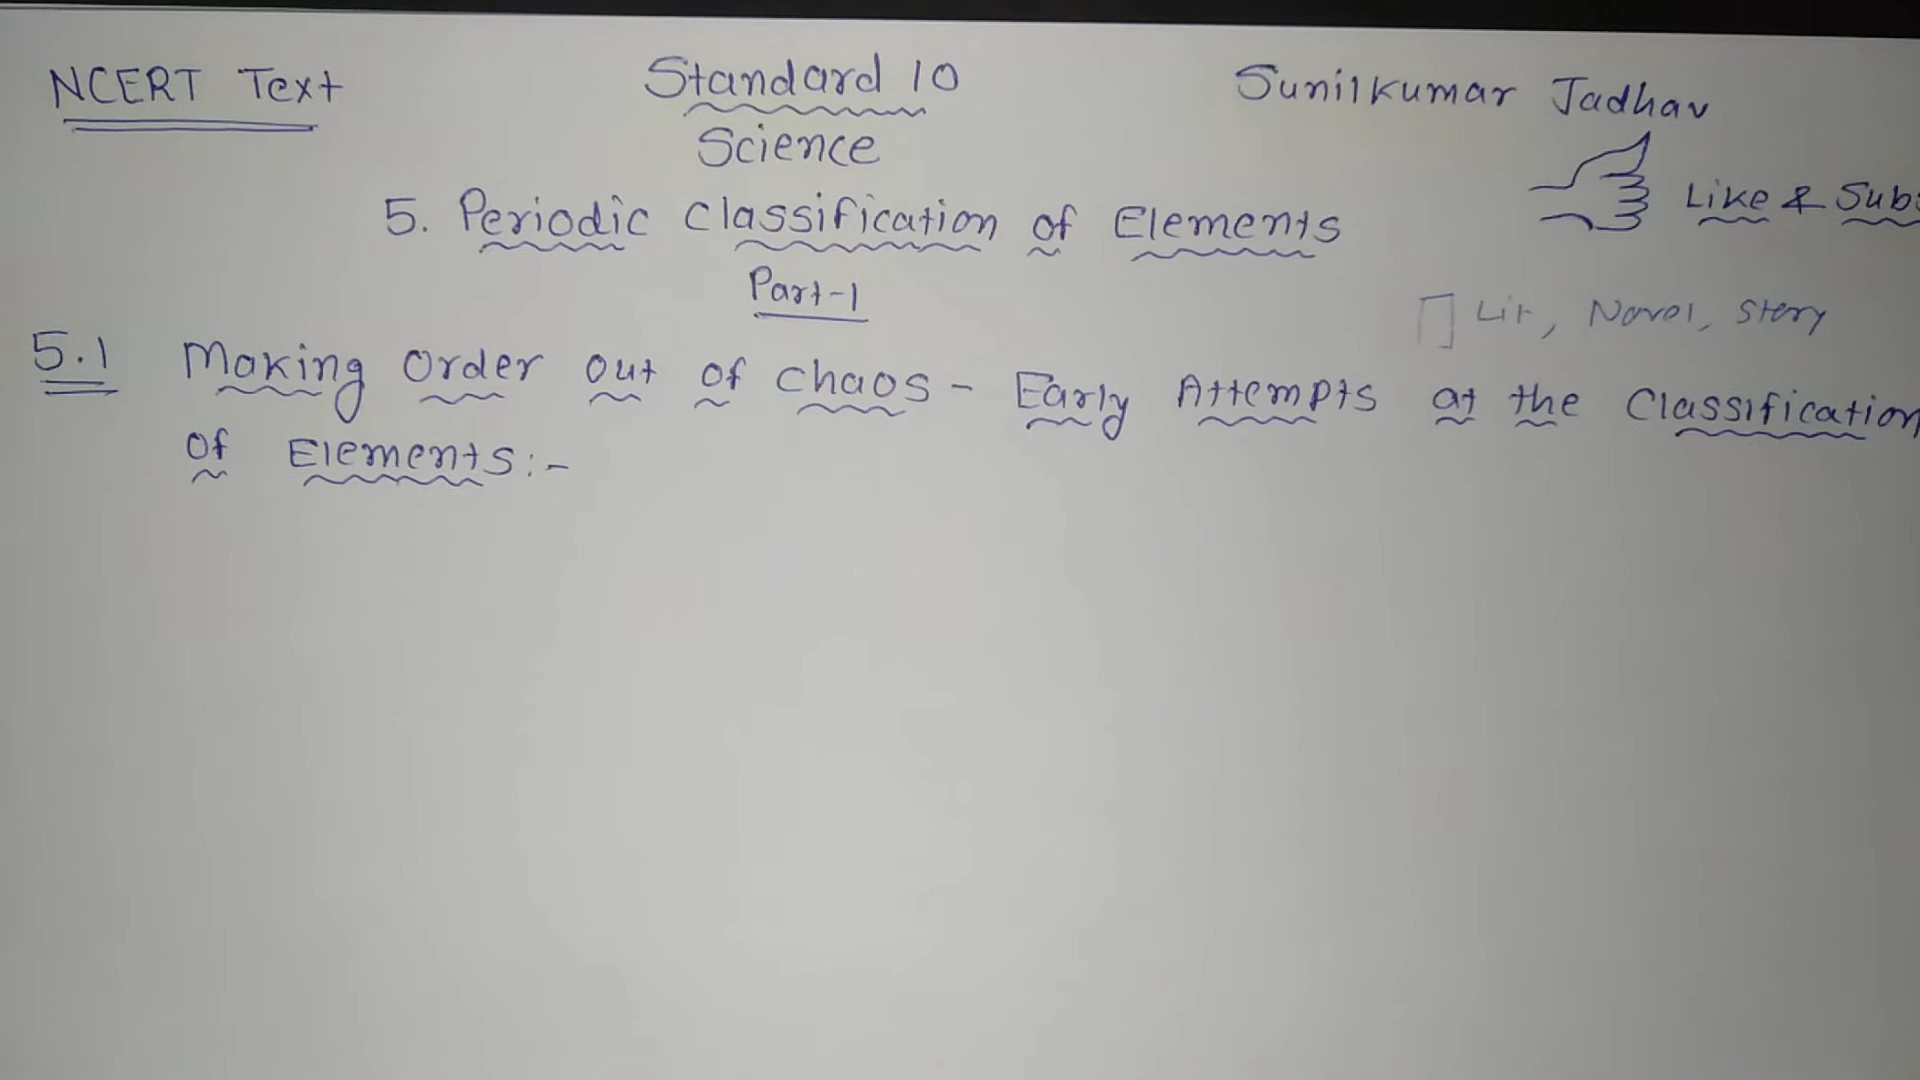 NCERT Text
Standard 10
Sunilkumar Jadhav
Science
Like & Subs
5. Periodic Classification of Elements
Part-1
Lit, Novel, Story
5.1 Making Order Out of Chaos - Early Attempts at the Classification
of Elements:-